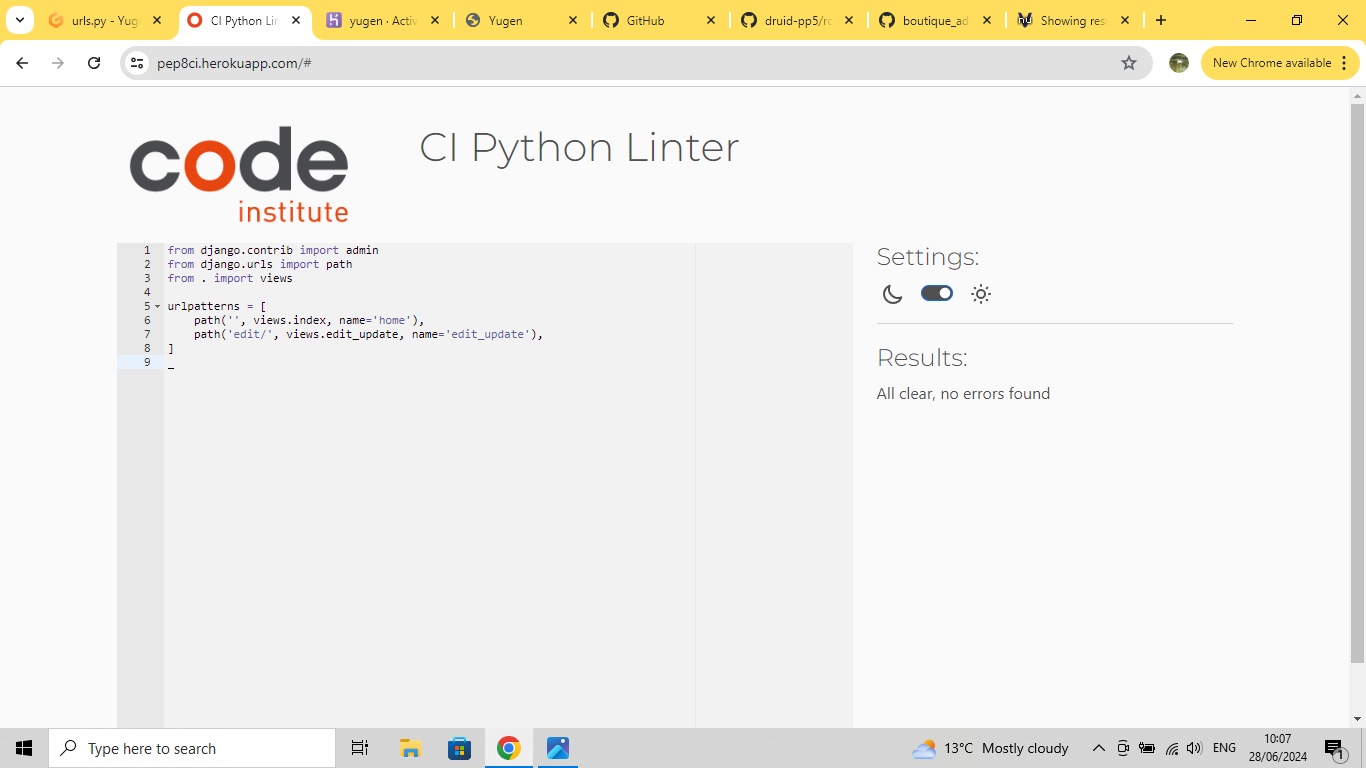 urls.py - Yug
CI Python Lin
yugen · Activ
Yugen
GitHub
druid-pp5/ro
boutique_ad
Showing resu
pep8ci.herokuapp.com/#
New Chrome available
code
institute
CI Python Linter
1 from django.contrib import admin
2 from django.urls import path
3 from . import views
4
5 urlpatterns = [
6 path('', views.index, name='home'),
7 path('edit/', views.edit_update, name='edit_update'),
8 ]
9
Settings:
Results:
All clear, no errors found
Type here to search
13°C Mostly cloudy
ENG
10:07
28/06/2024
1